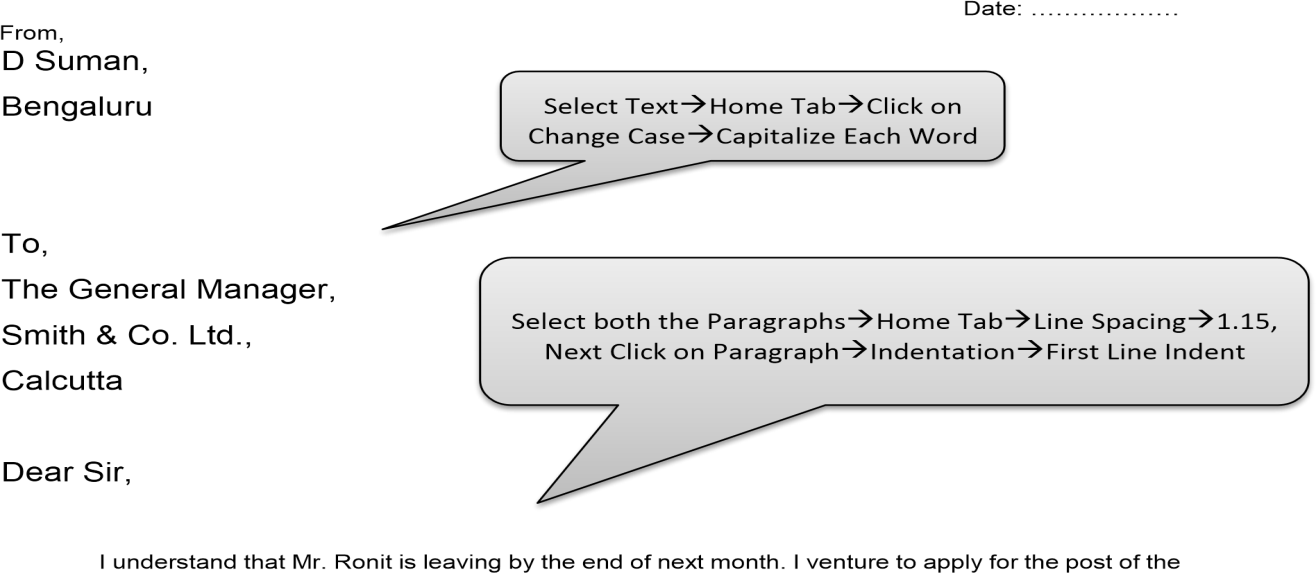 Date: ..................
From,
D Suman,
Bengaluru
Select Text→Home Tab→Click on
Change Case→Capitalize Each Word
To,
The General Manager,
Smith & Co. Ltd.,
Calcutta
Select both the Paragraphs→Home Tab→Line Spacing→1.15,
Next Click on Paragraph→Indentation→First Line Indent
Dear Sir,
I understand that Mr. Ronit is leaving by the end of next month. I venture to apply for the post of the